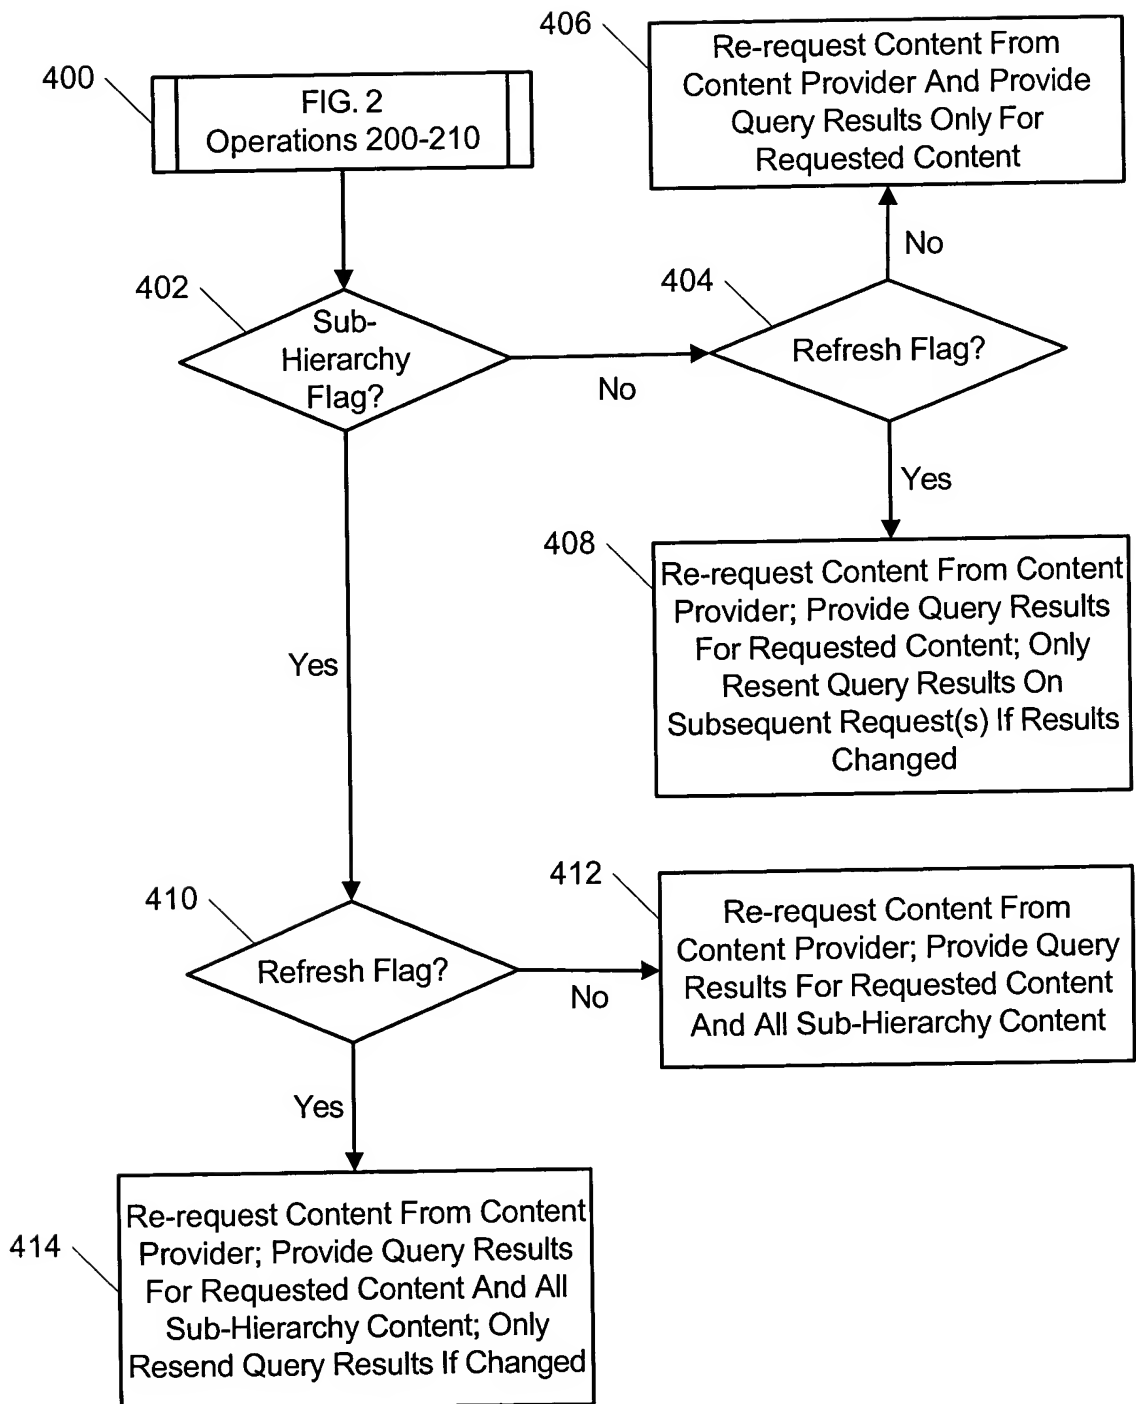 400
FIG. 2
Operations 200-210
406
Re-request Content From
Content Provider And Provide
Query Results Only For
Requested Content
No
402
Sub-
Hierarchy
Flag?
No
404
Refresh Flag?
Yes
408
Re-request Content From Content
Provider; Provide Query Results
For Requested Content; Only
Resent Query Results On
Subsequent Request(s) If Results
Changed
Yes
410
Refresh Flag?
No
412
Re-request Content From
Content Provider; Provide Query
Results For Requested Content
And All Sub-Hierarchy Content
Yes
414
Re-request Content From Content
Provider; Provide Query Results
For Requested Content And All
Sub-Hierarchy Content; Only
Resend Query Results If Changed